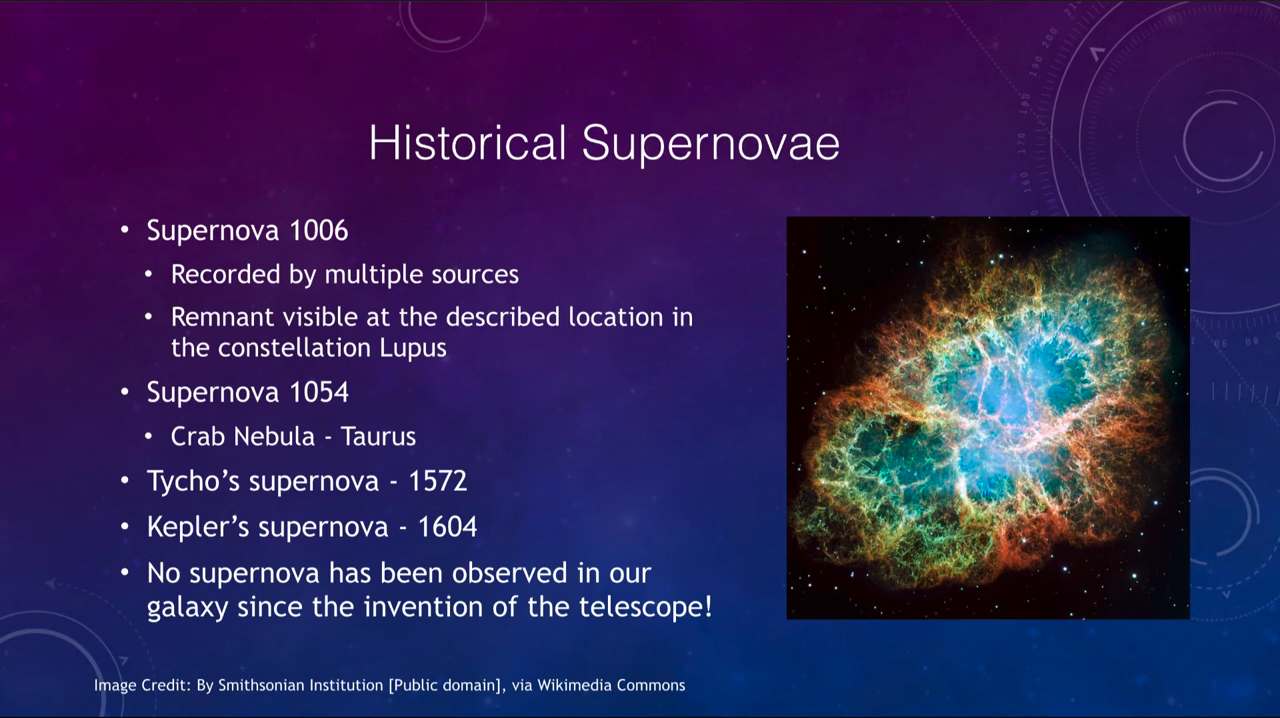 Historical Supernovae
• Supernova 1006
• Recorded by multiple sources
• Remnant visible at the described location in
the constellation Lupus
• Supernova 1054
• Crab Nebula - Taurus
• Tycho’s supernova - 1572
• Kepler’s supernova - 1604
• No supernova has been observed in our
galaxy since the invention of the telescope!
Image Credit: By Smithsonian Institution [Public domain], via Wikimedia Commons